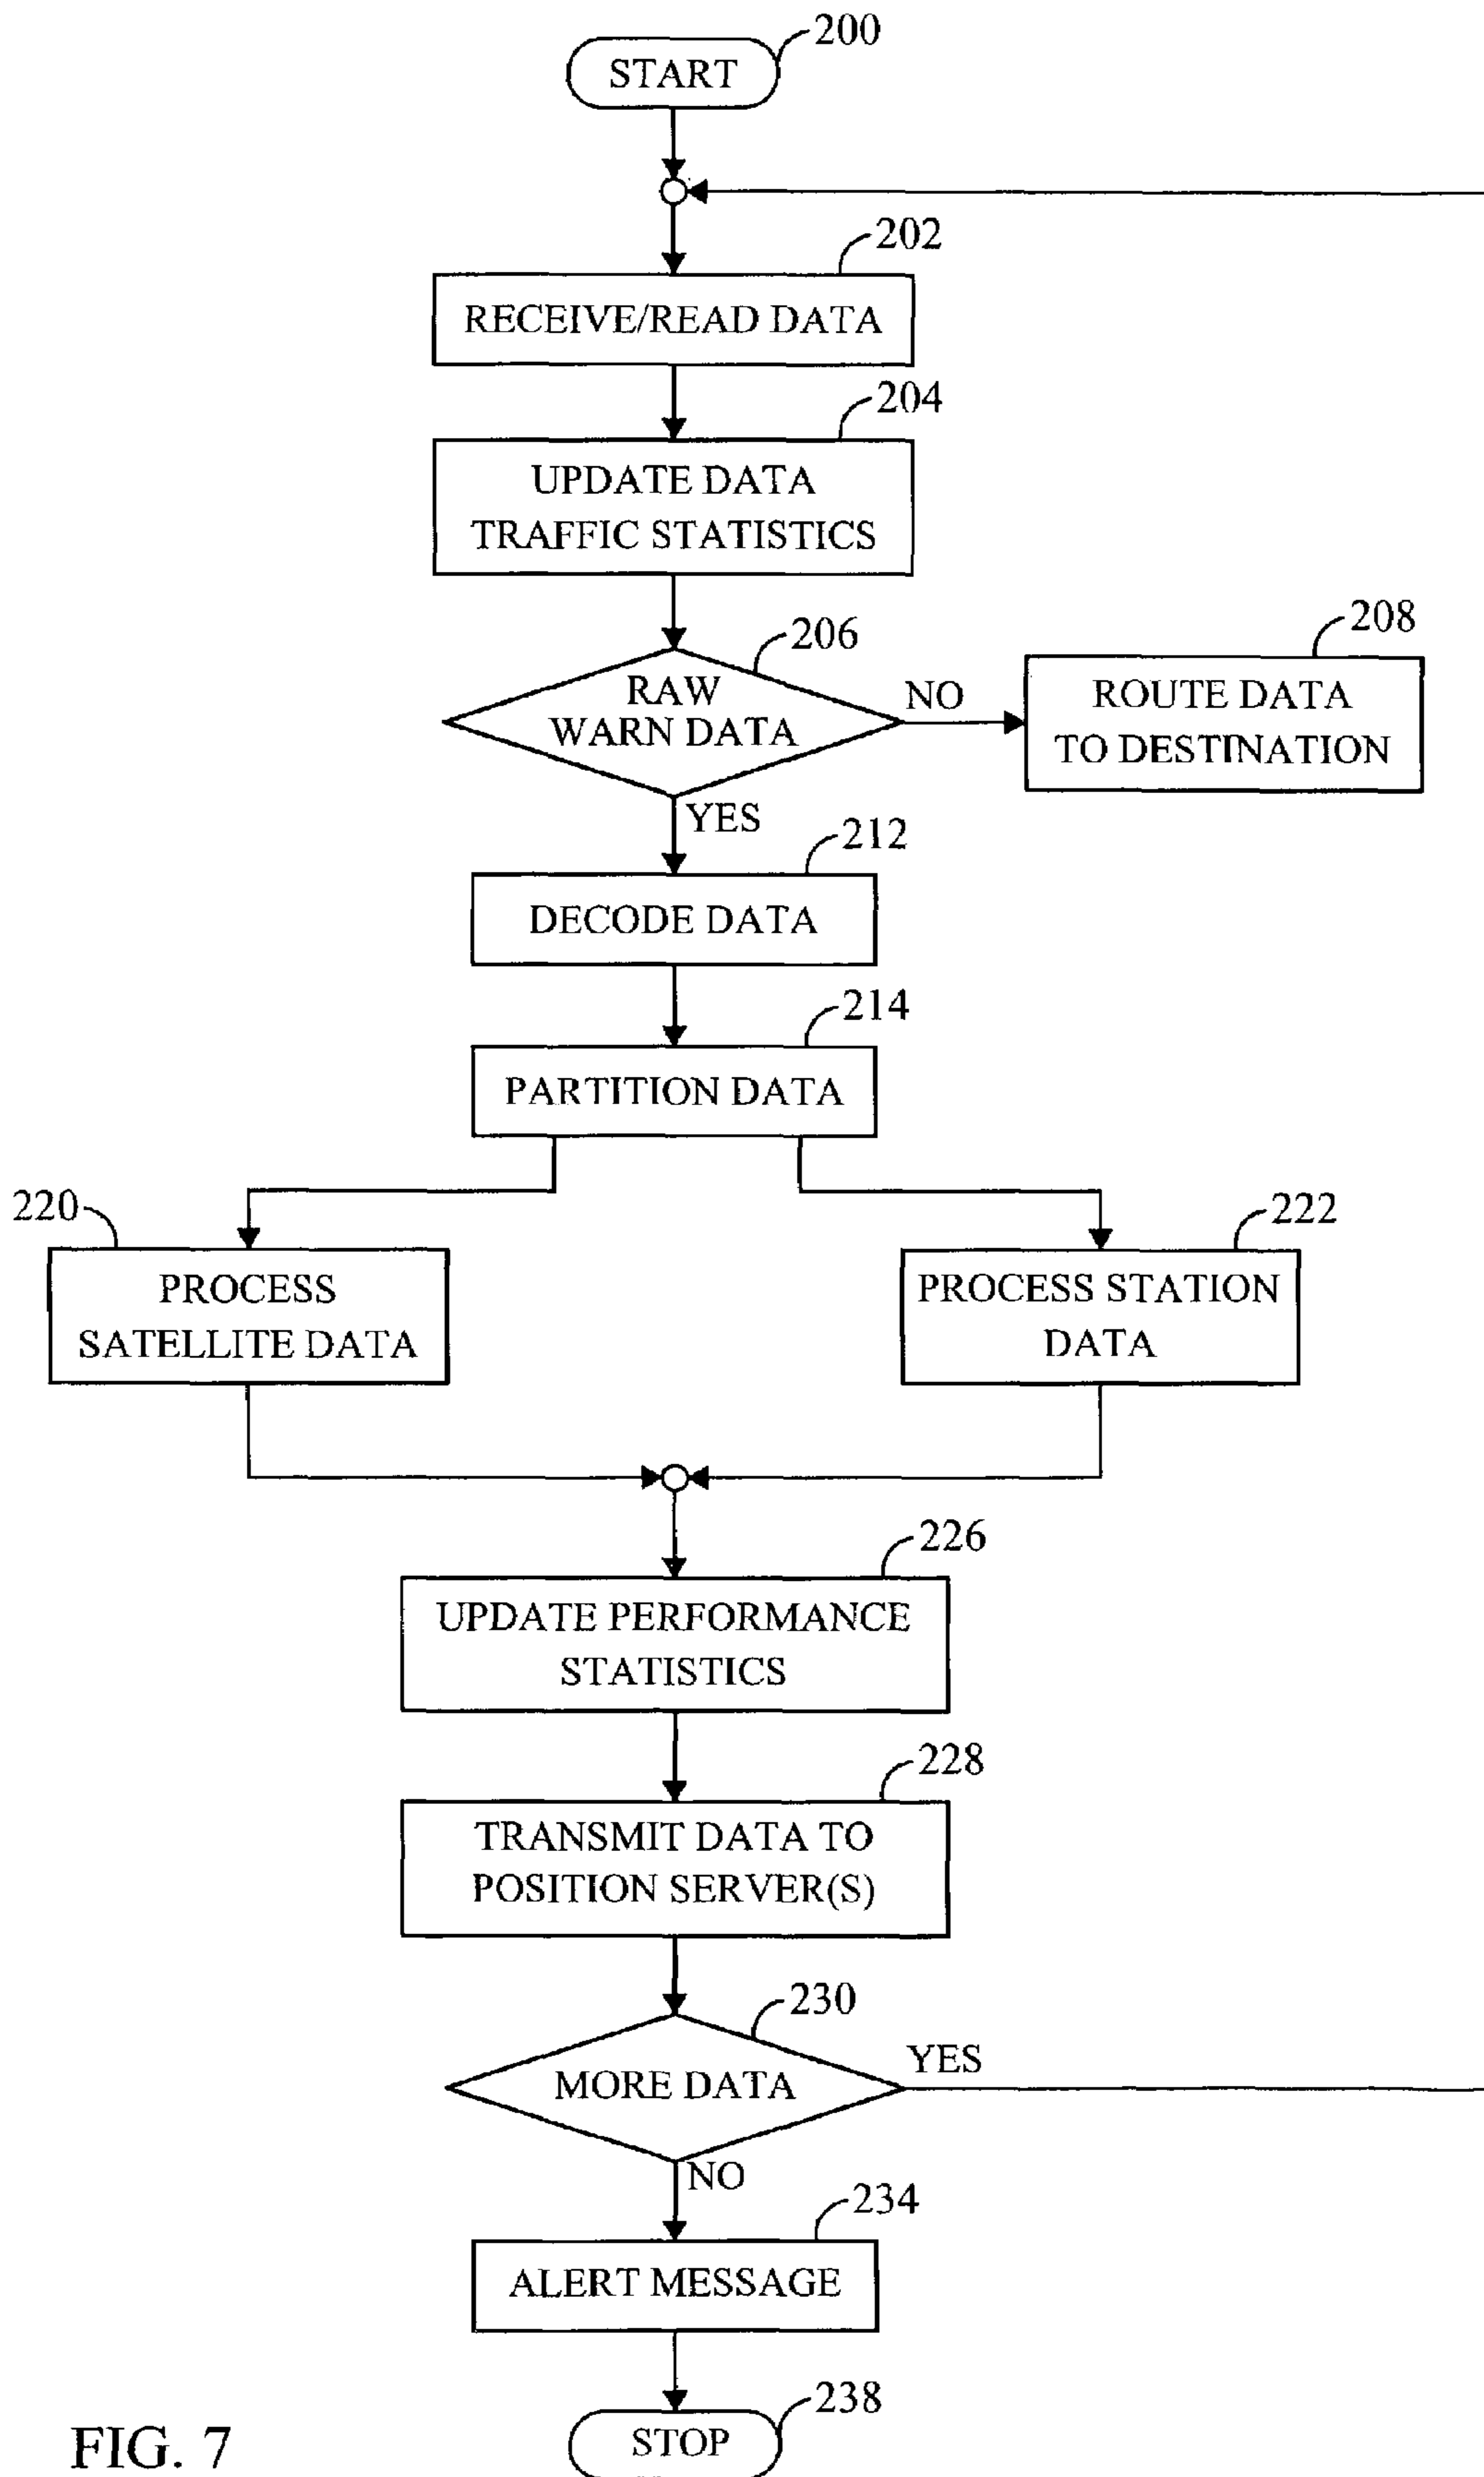 200
START
202
RECEIVE/READ DATA
204
UPDATE DATA
TRAFFIC STATISTICS
206
RAW
WARN DATA
NO
208
ROUTE DATA
TO DESTINATION
YES
212
DECODE DATA
214
PARTITION DATA
220
PROCESS
SATELLITE DATA
222
PROCESS STATION
DATA
226
UPDATE PERFORMANCE
STATISTICS
228
TRANSMIT DATA TO
POSITION SERVER(S)
230
MORE DATA
YES
NO
234
ALERT MESSAGE
238
STOP
FIG. 7